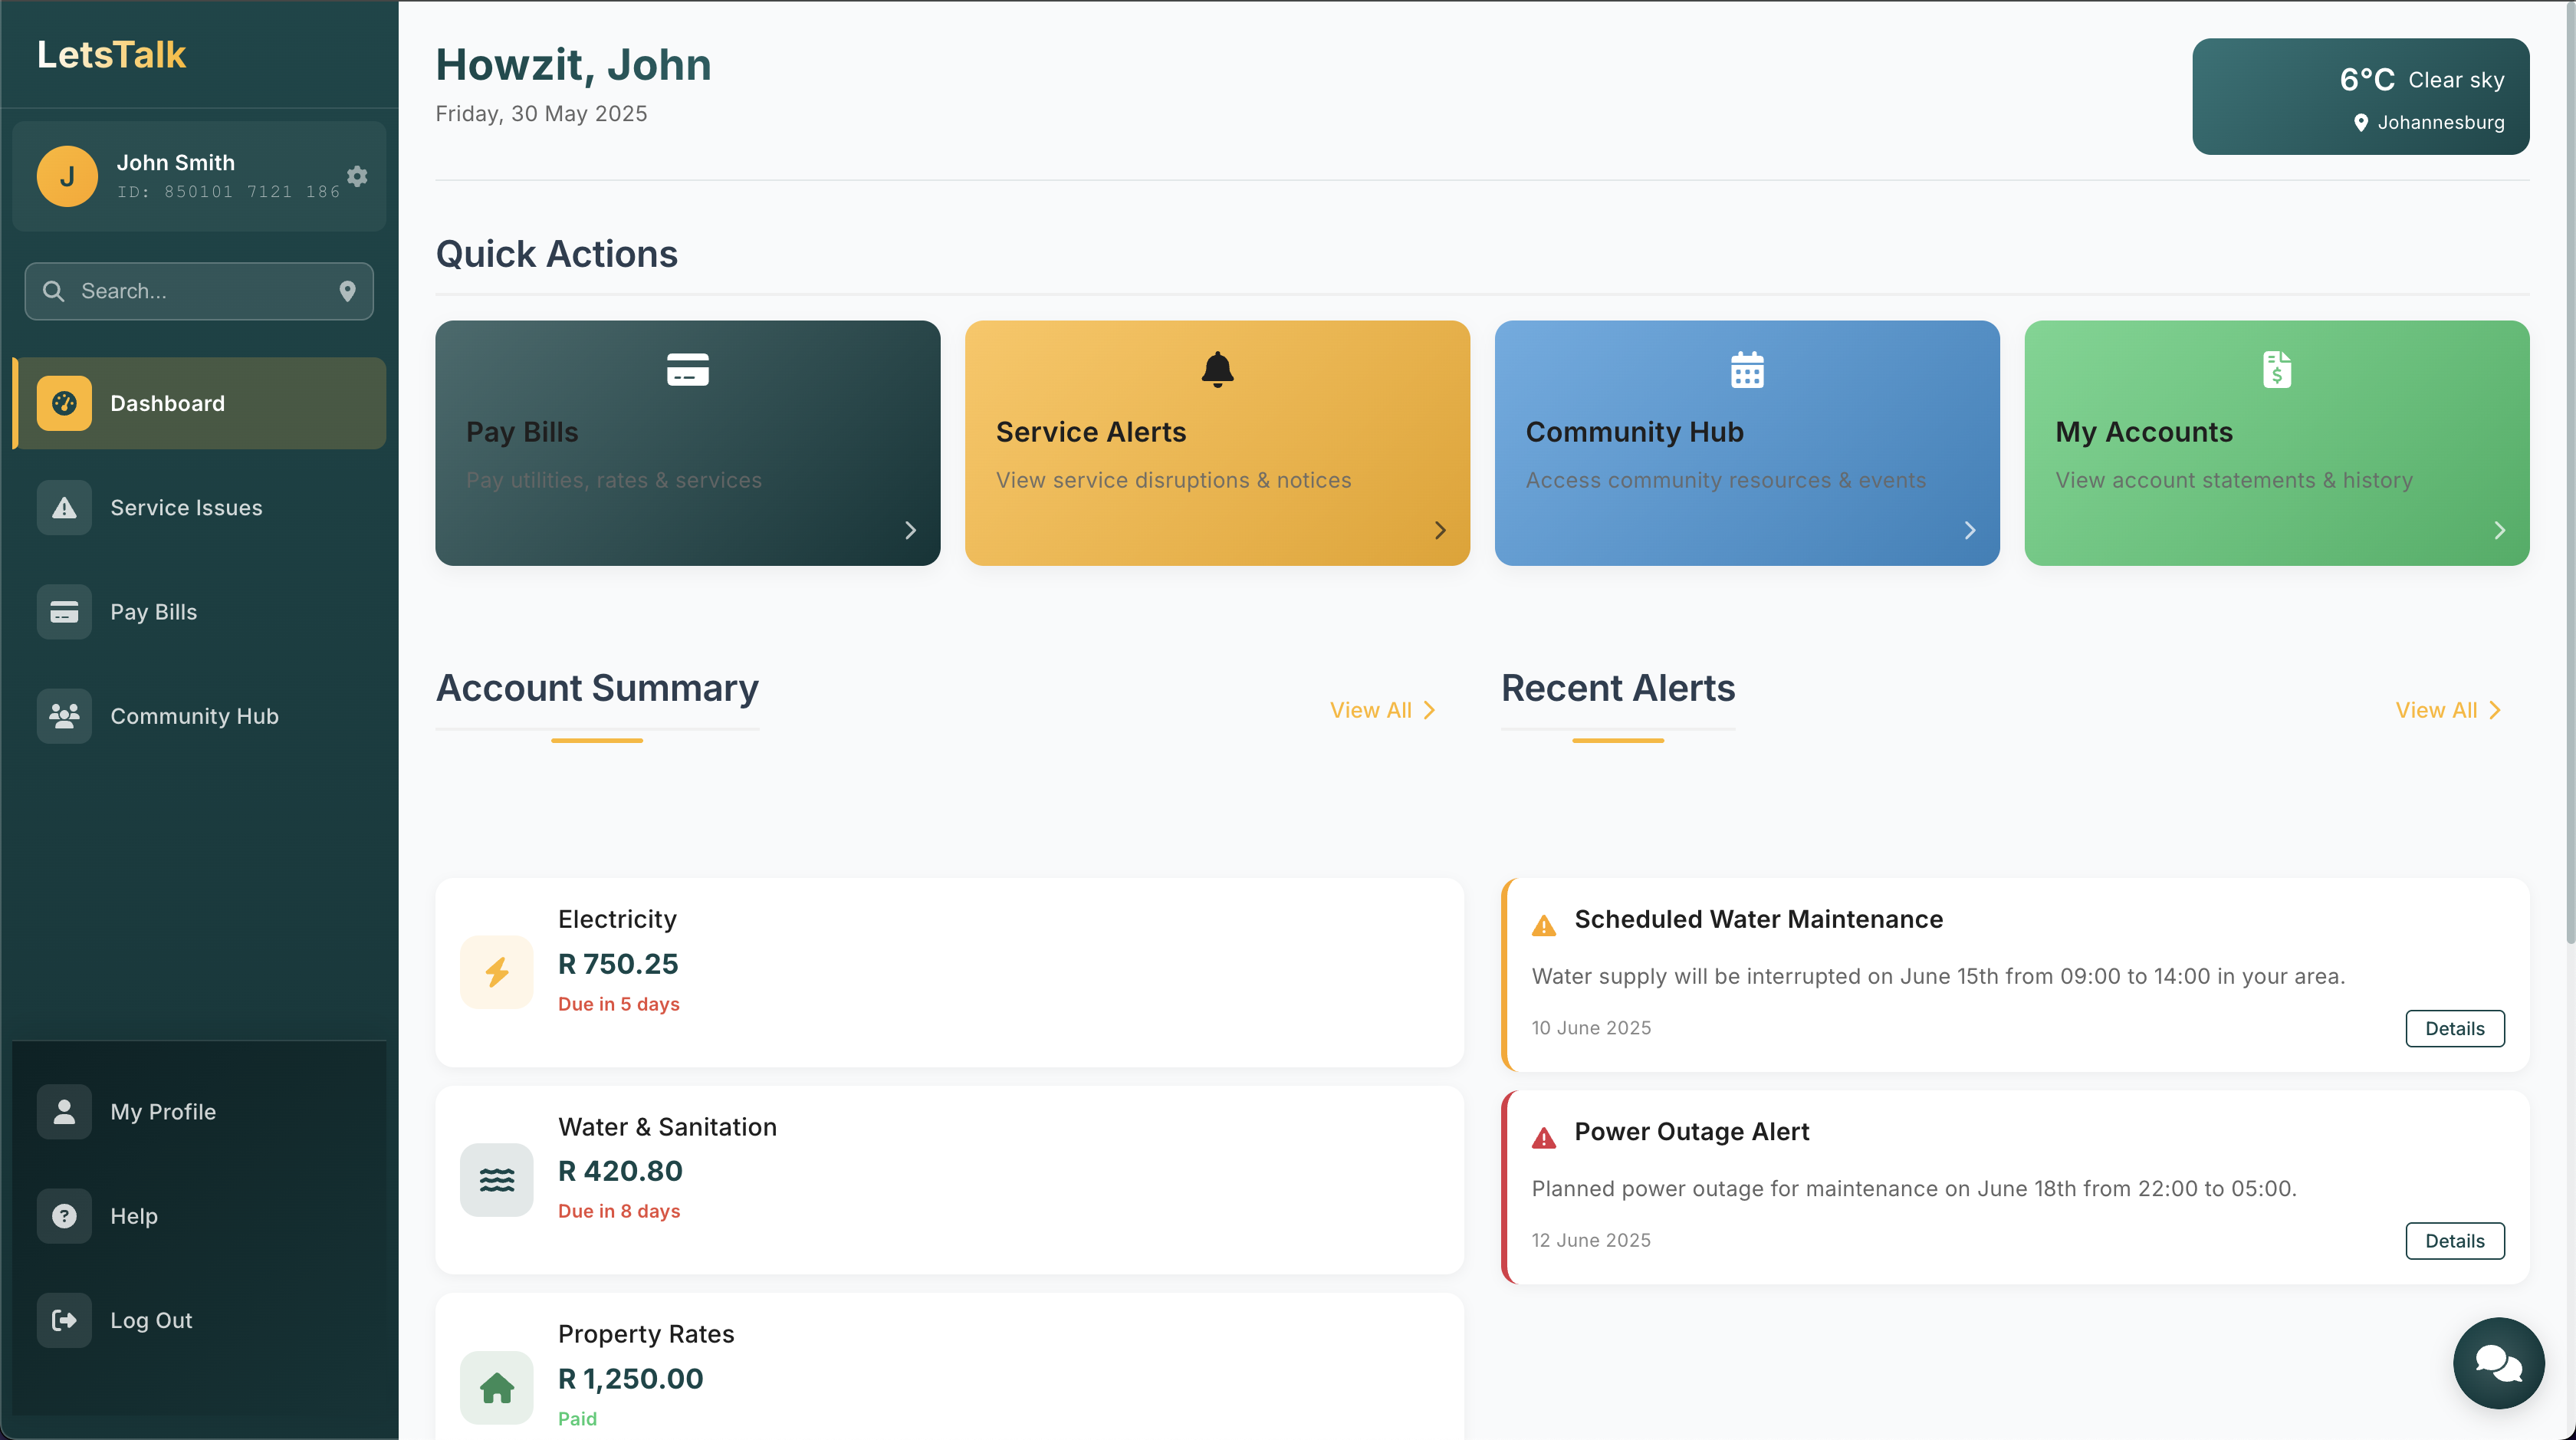 LetsTalk
J
John Smith
ID: 850101 7121 186
Search...
Dashboard
Service Issues
Pay Bills
Community Hub
My Profile
Help
Log Out
Howzit, John
Friday, 30 May 2025
6°C Clear sky
Johannesburg
Quick Actions
Pay Bills
Pay utilities, rates & services
Service Alerts
View service disruptions & notices
Community Hub
Access community resources & events
My Accounts
View account statements & history
Account Summary
View All
Electricity
R 750.25
Due in 5 days
Water & Sanitation
R 420.80
Due in 8 days
Property Rates
R 1,250.00
Paid
Recent Alerts
View All
Scheduled Water Maintenance
Water supply will be interrupted on June 15th from 09:00 to 14:00 in your area.
10 June 2025
Details
Power Outage Alert
Planned power outage for maintenance on June 18th from 22:00 to 05:00.
12 June 2025
Details